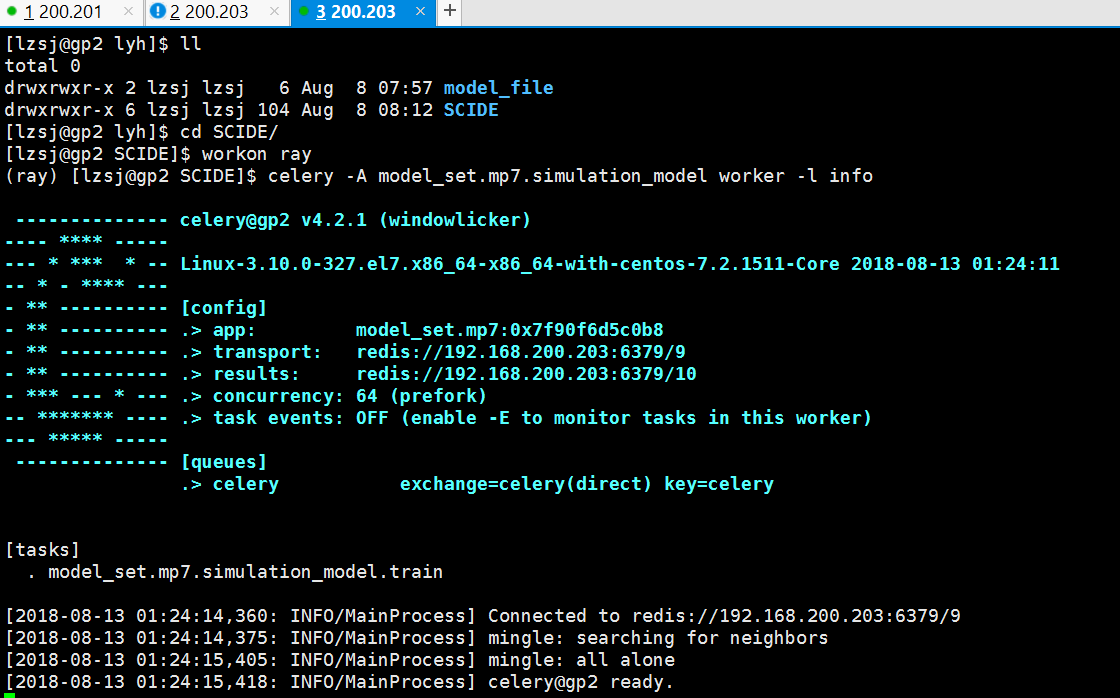 1 200.201 × 2 200.203 × 3 200.203 × +
[lzsj@gp2 lyh]$ ll
total 0
drwxrwxr-x 2 lzsj lzsj   6 Aug  8 07:57 model_file
drwxrwxr-x 6 lzsj lzsj 104 Aug  8 08:12 SCIDE
[lzsj@gp2 lyh]$ cd SCIDE/
[lzsj@gp2 SCIDE]$ workon ray
(ray) [lzsj@gp2 SCIDE]$ celery -A model_set.mp7.simulation_model worker -l info
 -------------- celery@gp2 v4.2.1 (windowlicker)
---- **** -----
--- * ***  * -- Linux-3.10.0-327.el7.x86_64-x86_64-with-centos-7.2.1511-Core 2018-08-13 01:24:11
-- * - **** ---
- ** ---------- [config]
- ** ---------- .> app:         model_set.mp7:0x7f90f6d5c0b8
- ** ---------- .> transport:   redis://192.168.200.203:6379/9
- ** ---------- .> results:     redis://192.168.200.203:6379/10
- *** --- * --- .> concurrency: 64 (prefork)
-- ******* ---- .> task events: OFF (enable -E to monitor tasks in this worker)
--- ***** -----
 -------------- [queues]
                .> celery           exchange=celery(direct) key=celery
[tasks]
  . model_set.mp7.simulation_model.train
[2018-08-13 01:24:14,360: INFO/MainProcess] Connected to redis://192.168.200.203:6379/9
[2018-08-13 01:24:14,375: INFO/MainProcess] mingle: searching for neighbors
[2018-08-13 01:24:15,405: INFO/MainProcess] mingle: all alone
[2018-08-13 01:24:15,418: INFO/MainProcess] celery@gp2 ready.